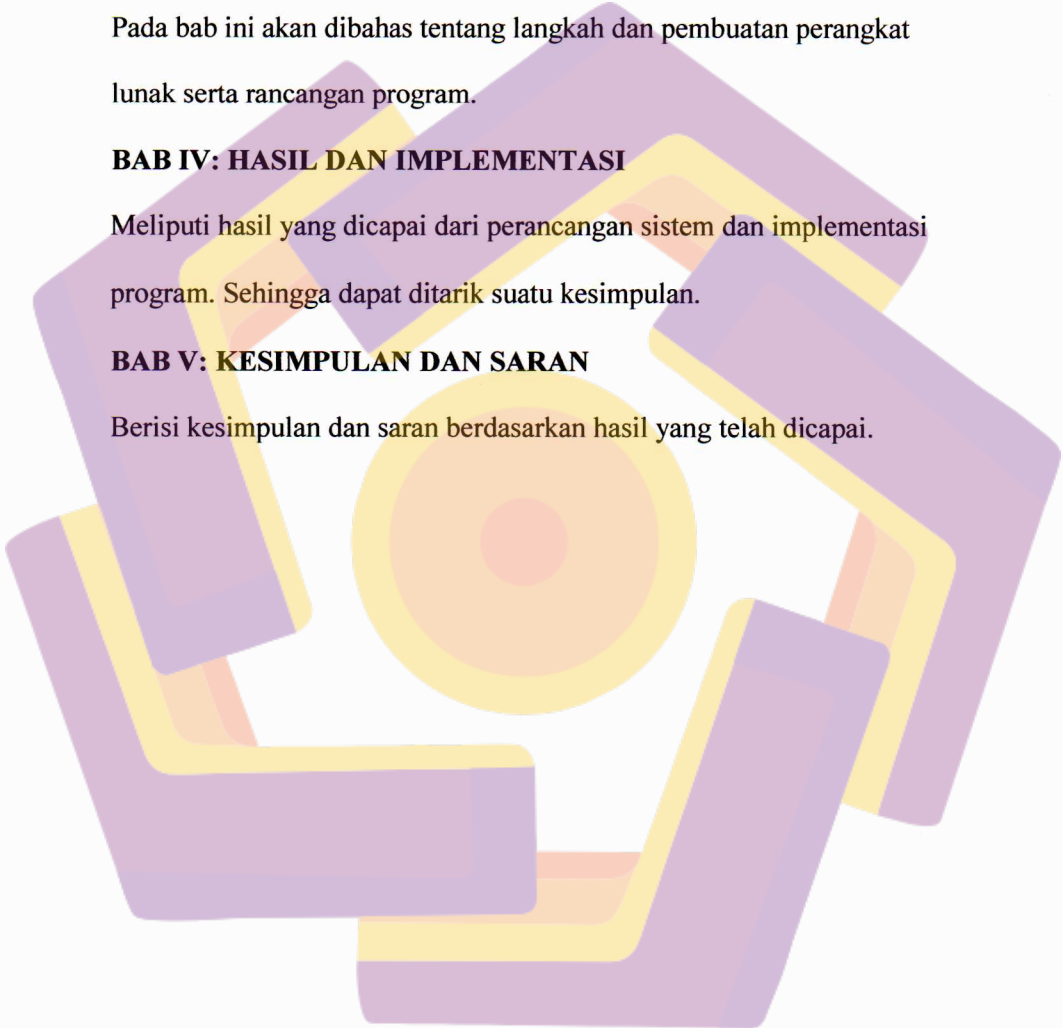 Pada bab ini akan dibahas tentang langkah dan pembuatan perangkat
lunak serta rancangan program.
BAB IV: HASIL DAN IMPLEMENTASI
Meliputi hasil yang dicapai dari perancangan sistem dan implementasi
program. Sehingga dapat ditarik suatu kesimpulan.
BAB V: KESIMPULAN DAN SARAN
Berisi kesimpulan dan saran berdasarkan hasil yang telah dicapai.